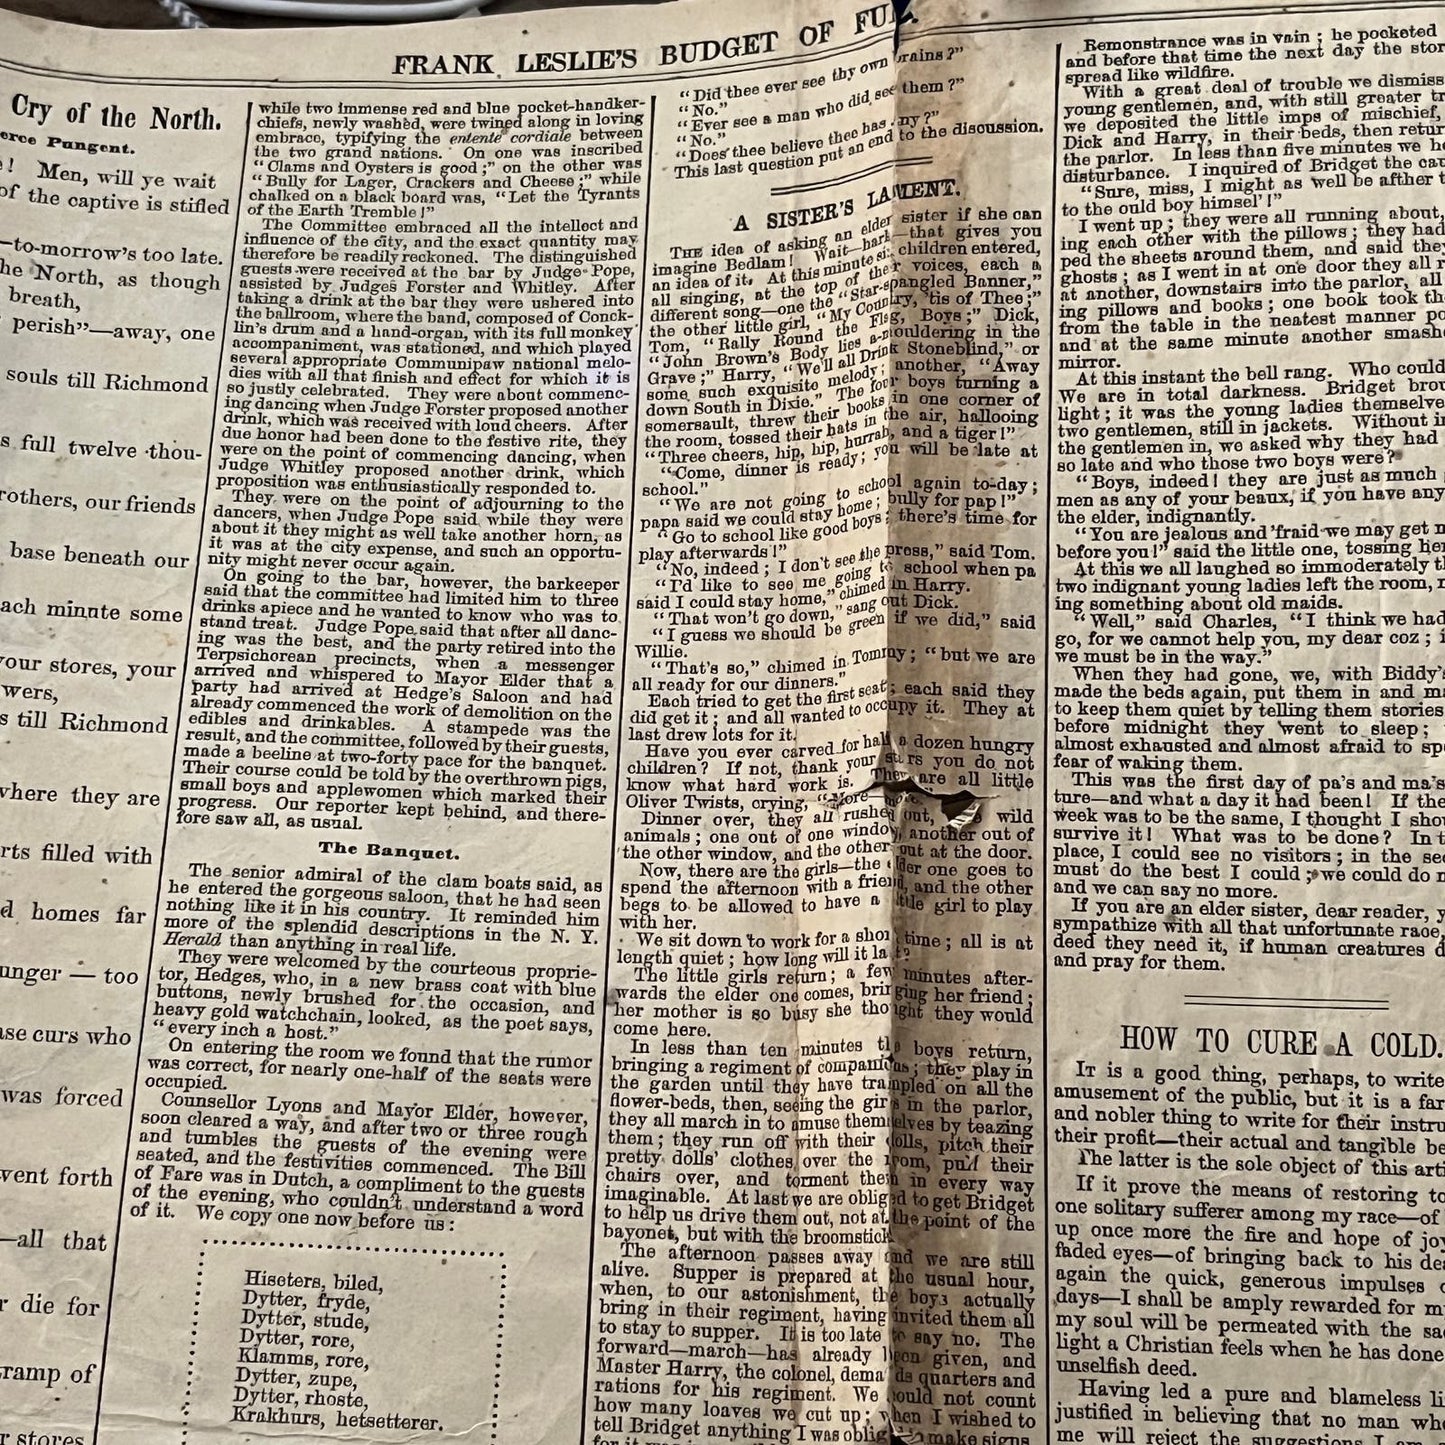 FRANK LESLIE'S BUDGET OF FUN.
Cry of the North.
erce Pungent.
! Men, will ye wait
of the captive is stifled
—to-morrow's too late.
he North, as though
breath,
perish"—away, one
souls till Richmond
s full twelve thou-
rothers, our friends
base beneath our
ach minute some
your stores, your
wers,
s till Richmond
where they are
rts filled with
d homes far
unger — too
ase curs who
was forced
went forth
—all that
r die for
ramp of
r stores
while two immense red and blue pocket-handker-
chiefs, newly washed, were twined along in loving
embrace, typifying the entente cordiale between
the two grand nations. On one was inscribed
"Clams and Oysters is good;" on the other was
"Bully for Lager, Crackers and Cheese;" while
chalked on a black board was, "Let the Tyrants
of the Earth Tremble!"
The Committee embraced all the intellect and
influence of the city, and the exact quantity may
therefore be readily reckoned. The distinguished
guests were received at the bar by Judge Pope,
assisted by Judges Forster and Whitley. After
taking a drink at the bar they were ushered into
the ballroom, where the band, composed of Conck-
lin's drum and a hand-organ, with its full monkey
accompaniment, was stationed, and which played
several appropriate Communipaw national melo-
dies with all that finish and effect for which it is
so justly celebrated. They were about commenc-
ing dancing when Judge Forster proposed another
drink, which was received with loud cheers. After
due honor had been done to the festive rite, they
were on the point of commencing dancing, when
Judge Whitley proposed another drink, which
proposition was enthusiastically responded to.
They were on the point of adjourning to the
dancers, when Judge Pope said while they were
about it they might as well take another horn, as
it was at the city expense, and such an opportu-
nity might never occur again.
On going to the bar, however, the barkeeper
said that the committee had limited him to three
drinks apiece and he wanted to know who was to
stand treat. Judge Pope said that after all danc-
ing was the best, and the party retired into the
Terpsichorean precincts, when a messenger
arrived and whispered to Mayor Elder that a
party had arrived at Hedge's Saloon and had
already commenced the work of demolition on the
edibles and drinkables. A stampede was the
result, and the committee, followed by their guests,
made a beeline at two-forty pace for the banquet.
Their course could be told by the overthrown pigs,
small boys and applewomen which marked their
progress. Our reporter kept behind, and there-
fore saw all, as usual.
The Banquet.
The senior admiral of the clam boats said, as
he entered the gorgeous saloon, that he had seen
nothing like it in his country. It reminded him
more of the splendid descriptions in the N. Y.
Herald than anything in real life.
They were welcomed by the courteous proprie-
tor, Hedges, who, in a new brass coat with blue
buttons, newly brushed for the occasion, and
heavy gold watchchain, looked, as the poet says,
"every inch a host."
On entering the room we found that the rumor
was correct, for nearly one-half of the seats were
occupied.
Counsellor Lyons and Mayor Elder, however,
soon cleared a way, and after two or three rough
and tumbles the guests of the evening were
seated, and the festivities commenced. The Bill
of Fare was in Dutch, a compliment to the guests
of the evening, who couldn't understand a word
of it. We copy one now before us:
Hiseters, biled,
Dytter, fryde,
Dytter, stude,
Dytter, rore,
Klamms, rore,
Dytter, zupe,
Dytter, rhoste,
Krakhurs, hetsetterer.
"Did thee ever see thy own brains?"
"No."
"Ever see a man who did see them?"
"No."
"Does thee believe thee has any?"
This last question put an end to the discussion.
A SISTER'S LAMENT.
THE idea of asking an elder sister if she can
imagine Bedlam! Wait—hark—that gives you
an idea of it. At this minute six children entered,
all singing, at the top of their voices, each a
different song—one the "Star-spangled Banner,"
the other little girl, "My Country, 'tis of Thee;"
Tom, "Rally Round the Flag, Boys;" Dick,
"John Brown's Body lies a-mouldering in the
Grave;" Harry, "We'll all Drink Stoneblind," or
some such exquisite melody; another, "Away
down South in Dixie." The four boys turning a
somersault, threw their books in one corner of
the room, tossed their hats in the air, hallooing
"Three cheers, hip, hip, hurrah, and a tiger!"
"Come, dinner is ready; you will be late at
school."
"We are not going to school again to-day;
papa said we could stay home; bully for pap!"
"Go to school like good boys; there's time for
play afterwards!"
"No, indeed; I don't see the press," said Tom.
"I'd like to see me going to school when pa
said I could stay home," chimed in Harry.
"That won't go down," sang out Dick.
"I guess we should be green if we did," said
Willie.
"That's so," chimed in Tommy; "but we are
all ready for our dinners."
Each tried to get the first seat; each said they
did get it; and all wanted to occupy it. They at
last drew lots for it.
Have you ever carved for half a dozen hungry
children? If not, thank your stars you do not
know what hard work is. They are all little
Oliver Twists, crying, "More—more."
Dinner over, they all rushed out, wild
animals; one out of one window, another out of
the other window, and the other out at the door.
Now, there are the girls—the elder one goes to
spend the afternoon with a friend, and the other
begs to be allowed to have a little girl to play
with her.
We sit down to work for a short time; all is at
length quiet; how long will it last?
The little girls return; a few minutes after-
wards the elder one comes, bringing her friend;
her mother is so busy she thought they would
come here.
In less than ten minutes the boys return,
bringing a regiment of companions; they play in
the garden until they have trampled on all the
flower-beds, then, seeing the girls in the parlor,
they all march in to amuse themselves by teazing
them; they run off with their dolls, pitch their
pretty dolls' clothes over the room, pull their
chairs over, and torment them in every way
imaginable. At last we are obliged to get Bridget
to help us drive them out, not at the point of the
bayonet, but with the broomstick.
The afternoon passes away and we are still
alive. Supper is prepared at the usual hour,
when, to our astonishment, the boys actually
bring in their regiment, having invited them all
to stay to supper. It is too late to say no. The
forward—march—has already been given, and
Master Harry, the colonel, demands quarters and
rations for his regiment. We could not count
how many loaves we cut up; when I wished to
tell Bridget anything I was obliged to make signs
Remonstrance was in vain; he pocketed
and before that time the next day the stor
spread like wildfire.
With a great deal of trouble we dismiss
young gentlemen, and, with still greater tr
we deposited the little imps of mischief,
Dick and Harry, in their beds, then retur
the parlor. In less than five minutes we he
disturbance. I inquired of Bridget the cau
"Sure, miss, I might as well be afther t
to the ould boy himsel'!"
I went up; they were all running about,
ing each other with the pillows; they had
ped the sheets around them, and said they
ghosts; as I went in at one door they all r
at another, downstairs into the parlor, all
ing pillows and books; one book took th
from the table in the neatest manner po
and at the same minute another smashe
mirror.
At this instant the bell rang. Who could
We are in total darkness. Bridget brou
light; it was the young ladies themselve
two gentlemen, still in jackets. Without in
the gentlemen in, we asked why they had
so late and who those two boys were?
"Boys, indeed! they are just as much
men as any of your beaux, if you have any
the elder, indignantly.
"You are jealous and 'fraid we may get m
before you!" said the little one, tossing her
At this we all laughed so immoderately th
two indignant young ladies left the room, m
ing something about old maids.
"Well," said Charles, "I think we had
go, for we cannot help you, my dear coz; i
we must be in the way."
When they had gone, we, with Biddy's
made the beds again, put them in and ma
to keep them quiet by telling them stories
before midnight they went to sleep;
almost exhausted and almost afraid to spe
fear of waking them.
This was the first day of pa's and ma's
ture—and what a day it had been! If the
week was to be the same, I thought I shou
survive it! What was to be done? In t
place, I could see no visitors; in the sec
must do the best I could; we could do n
and we can say no more.
If you are an elder sister, dear reader, y
sympathize with all that unfortunate race,
deed they need it, if human creatures d
and pray for them.
HOW TO CURE A COLD.
IT is a good thing, perhaps, to write
amusement of the public, but it is a far
and nobler thing to write for their instru
their profit—their actual and tangible be
The latter is the sole object of this arti
If it prove the means of restoring to
one solitary sufferer among my race—of
up once more the fire and hope of joy
faded eyes—of bringing back to his dea
again the quick, generous impulses o
days—I shall be amply rewarded for m
my soul will be permeated with the sac
light a Christian feels when he has done
unselfish deed.
Having led a pure and blameless li
justified in believing that no man who
me will reject the suggestions I am